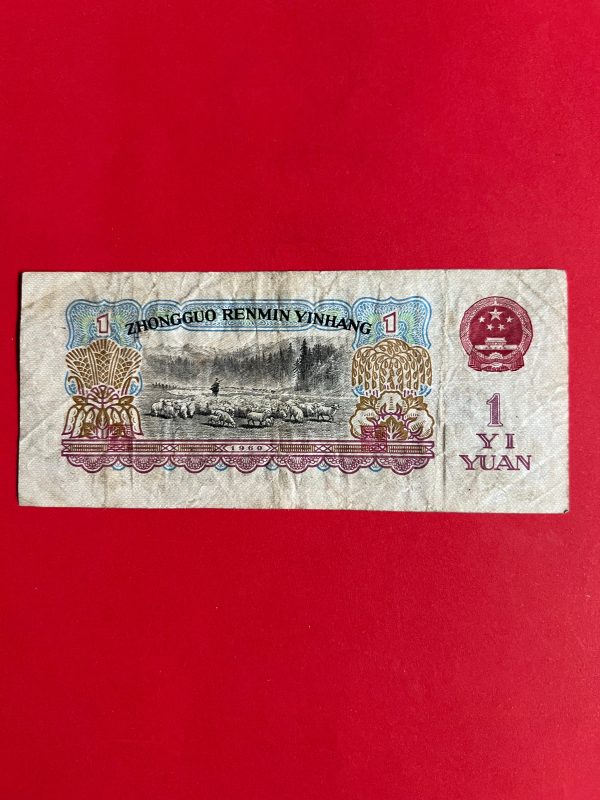 1 ZHONGGUO RENMIN YINHANG 1
1960
1
YI
YUAN